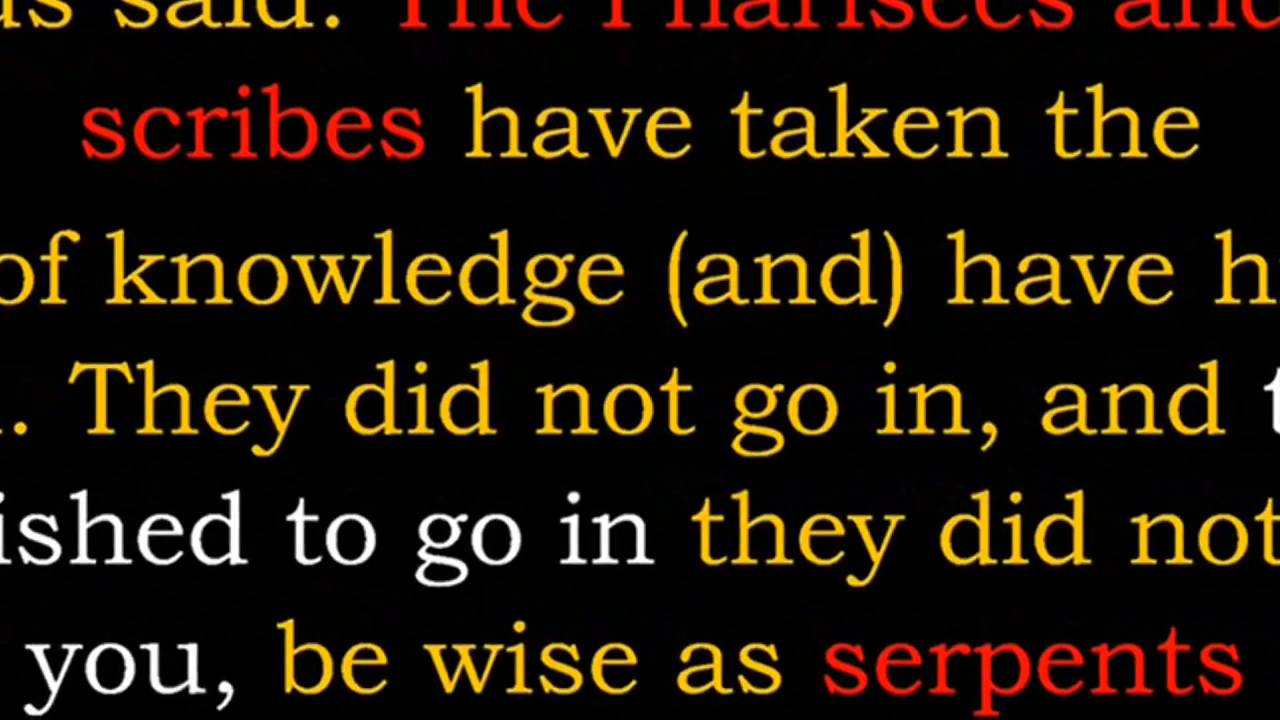 said: The Pharisees and
scribes have taken the
of knowledge (and) have
They did not go in, and
to go in they did not
you, be wise as serpents